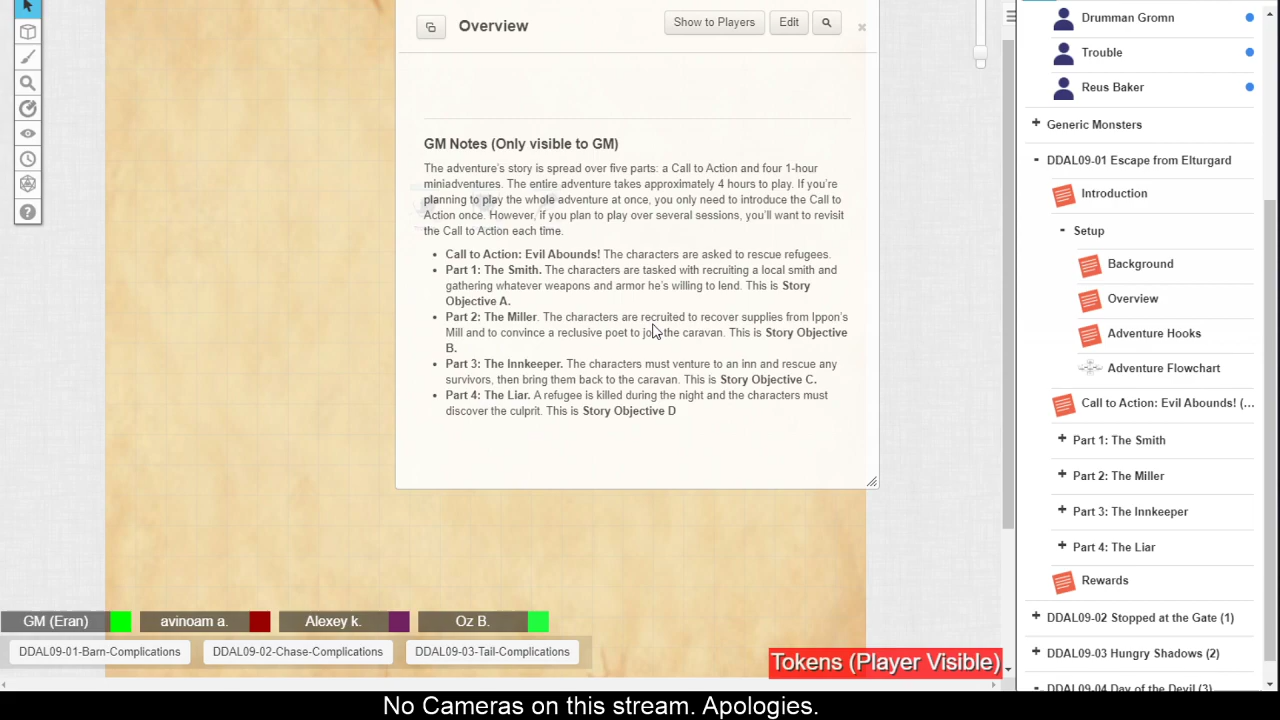 Overview
Show to Players
Edit
GM Notes (Only visible to GM)
The adventure's story is spread over five parts: a Call to Action and four 1-hour
miniadventures. The entire adventure takes approximately 4 hours to play. If you're
planning to play the whole adventure at once, you only need to introduce the Call to
Action once. However, if you plan to play over several sessions, you'll want to revisit
the Call to Action each time.
• Call to Action: Evil Abounds! The characters are asked to rescue refugees.
• Part 1: The Smith. The characters are tasked with recruiting a local smith and
gathering whatever weapons and armor he's willing to lend. This is Story
Objective A.
• Part 2: The Miller. The characters are recruited to recover supplies from Ippon's
Mill and to convince a reclusive poet to the caravan. This is Story Objective
B.
• Part 3: The Innkeeper. The characters must venture to an inn and rescue any
survivors, then bring them back to the caravan. This is Story Objective C.
• Part 4: The Liar. A refugee is killed during the night and the characters must
discover the culprit. This is Story Objective D
Drumman Gromn
Trouble
Reus Baker
+ Generic Monsters
- DDAL09-01 Escape from Elturgard
Introduction
- Setup
Background
Overview
Adventure Hooks
Adventure Flowchart
Call to Action: Evil Abounds! (...
+ Part 1: The Smith
+ Part 2: The Miller
+ Part 3: The Innkeeper
+ Part 4: The Liar
Rewards
+ DDAL09-02 Stopped at the Gate (1)
+ DDAL09-03 Hungry Shadows (2)
- DDAL09-04 Day of the Devil (3)
GM (Eran)
avinoam a.
Alexey k.
Oz B.
DDAL09-01-Barn-Complications
DDAL09-02-Chase-Complications
DDAL09-03-Tail-Complications
Tokens (Player Visible)
No Cameras on this stream. Apologies.